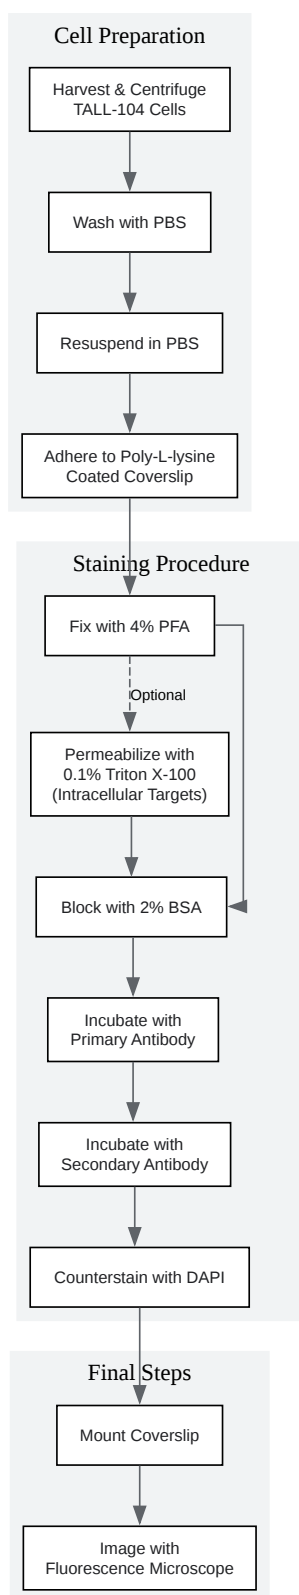 Cell Preparation
Harvest & Centrifuge
TALL-104 Cells
Wash with PBS
Resuspend in PBS
Adhere to Poly-L-lysine
Coated Coverslip
Staining Procedure
Fix with 4% PFA
Optional
Permeabilize with
0.1% Triton X-100
(Intracellular Targets)
Block with 2% BSA
Incubate with
Primary Antibody
Incubate with
Secondary Antibody
Counterstain with DAPI
Final Steps
Mount Coverslip
Image with
Fluorescence Microscope